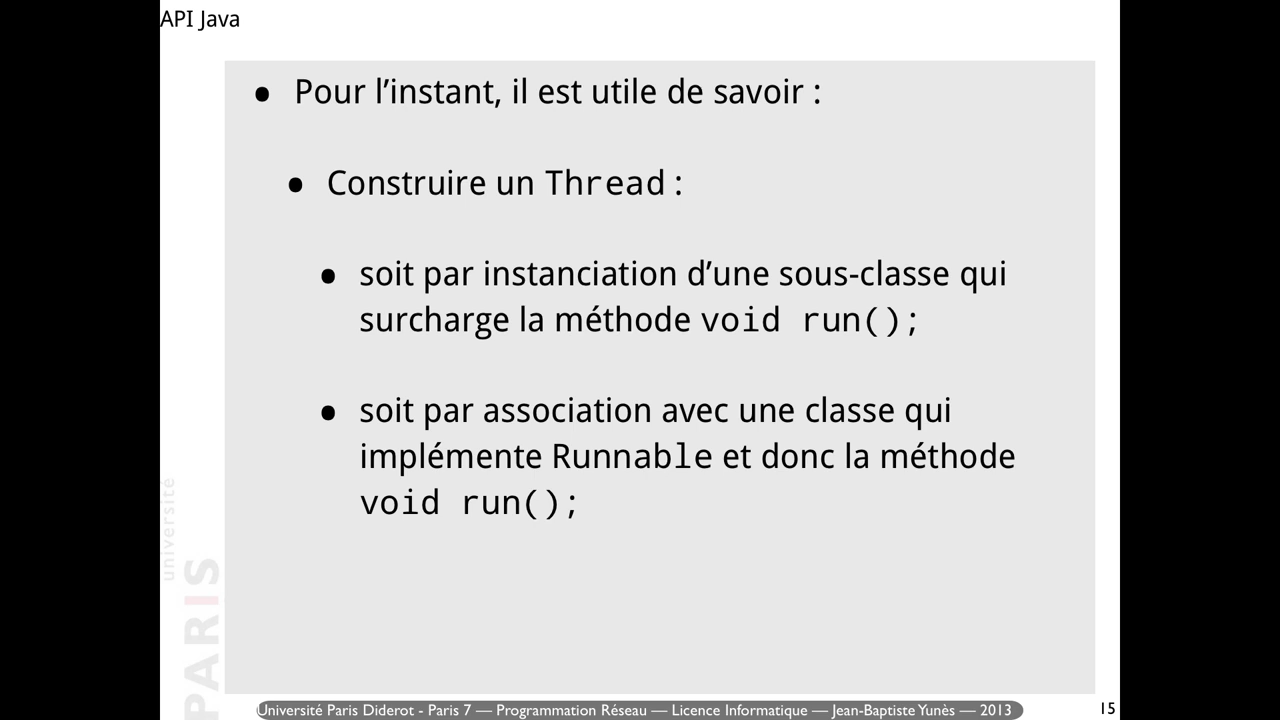 API Java
• Pour l’instant, il est utile de savoir :
• Construire un Thread :
• soit par instanciation d’une sous-classe qui
surcharge la méthode void run();
• soit par association avec une classe qui
implémente Runnable et donc la méthode
void run();
université
PARIS
Université Paris Diderot - Paris 7 — Programmation Réseau — Licence Informatique — Jean-Baptiste Yunès — 2013
15